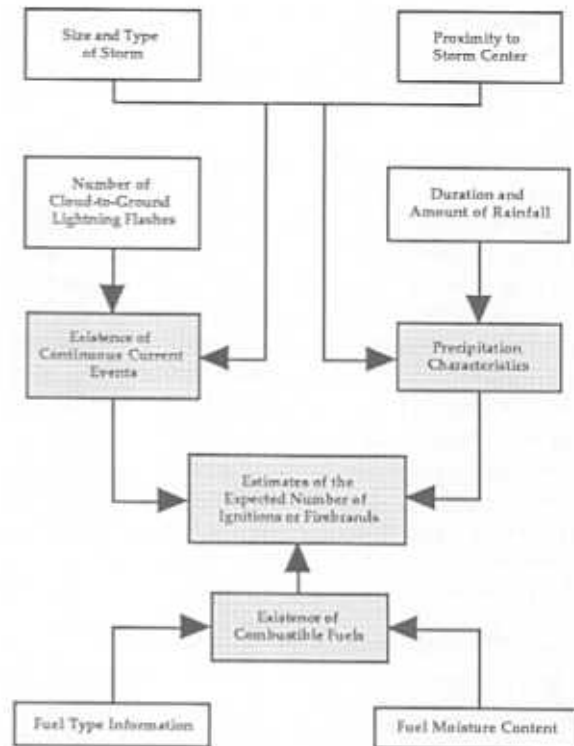 Size and Type
of Storm
Proximity to
Storm Center
Number of
Cloud-to-Ground
Lightning Flashes
Duration and
Amount of Rainfall
Existence of
Continuous Current
Events
Precipitation
Characteristics
Estimates of the
Expected Number of
Ignitions or Firebrands
Existence of
Combustible Fuels
Fuel Type Information
Fuel Moisture Content